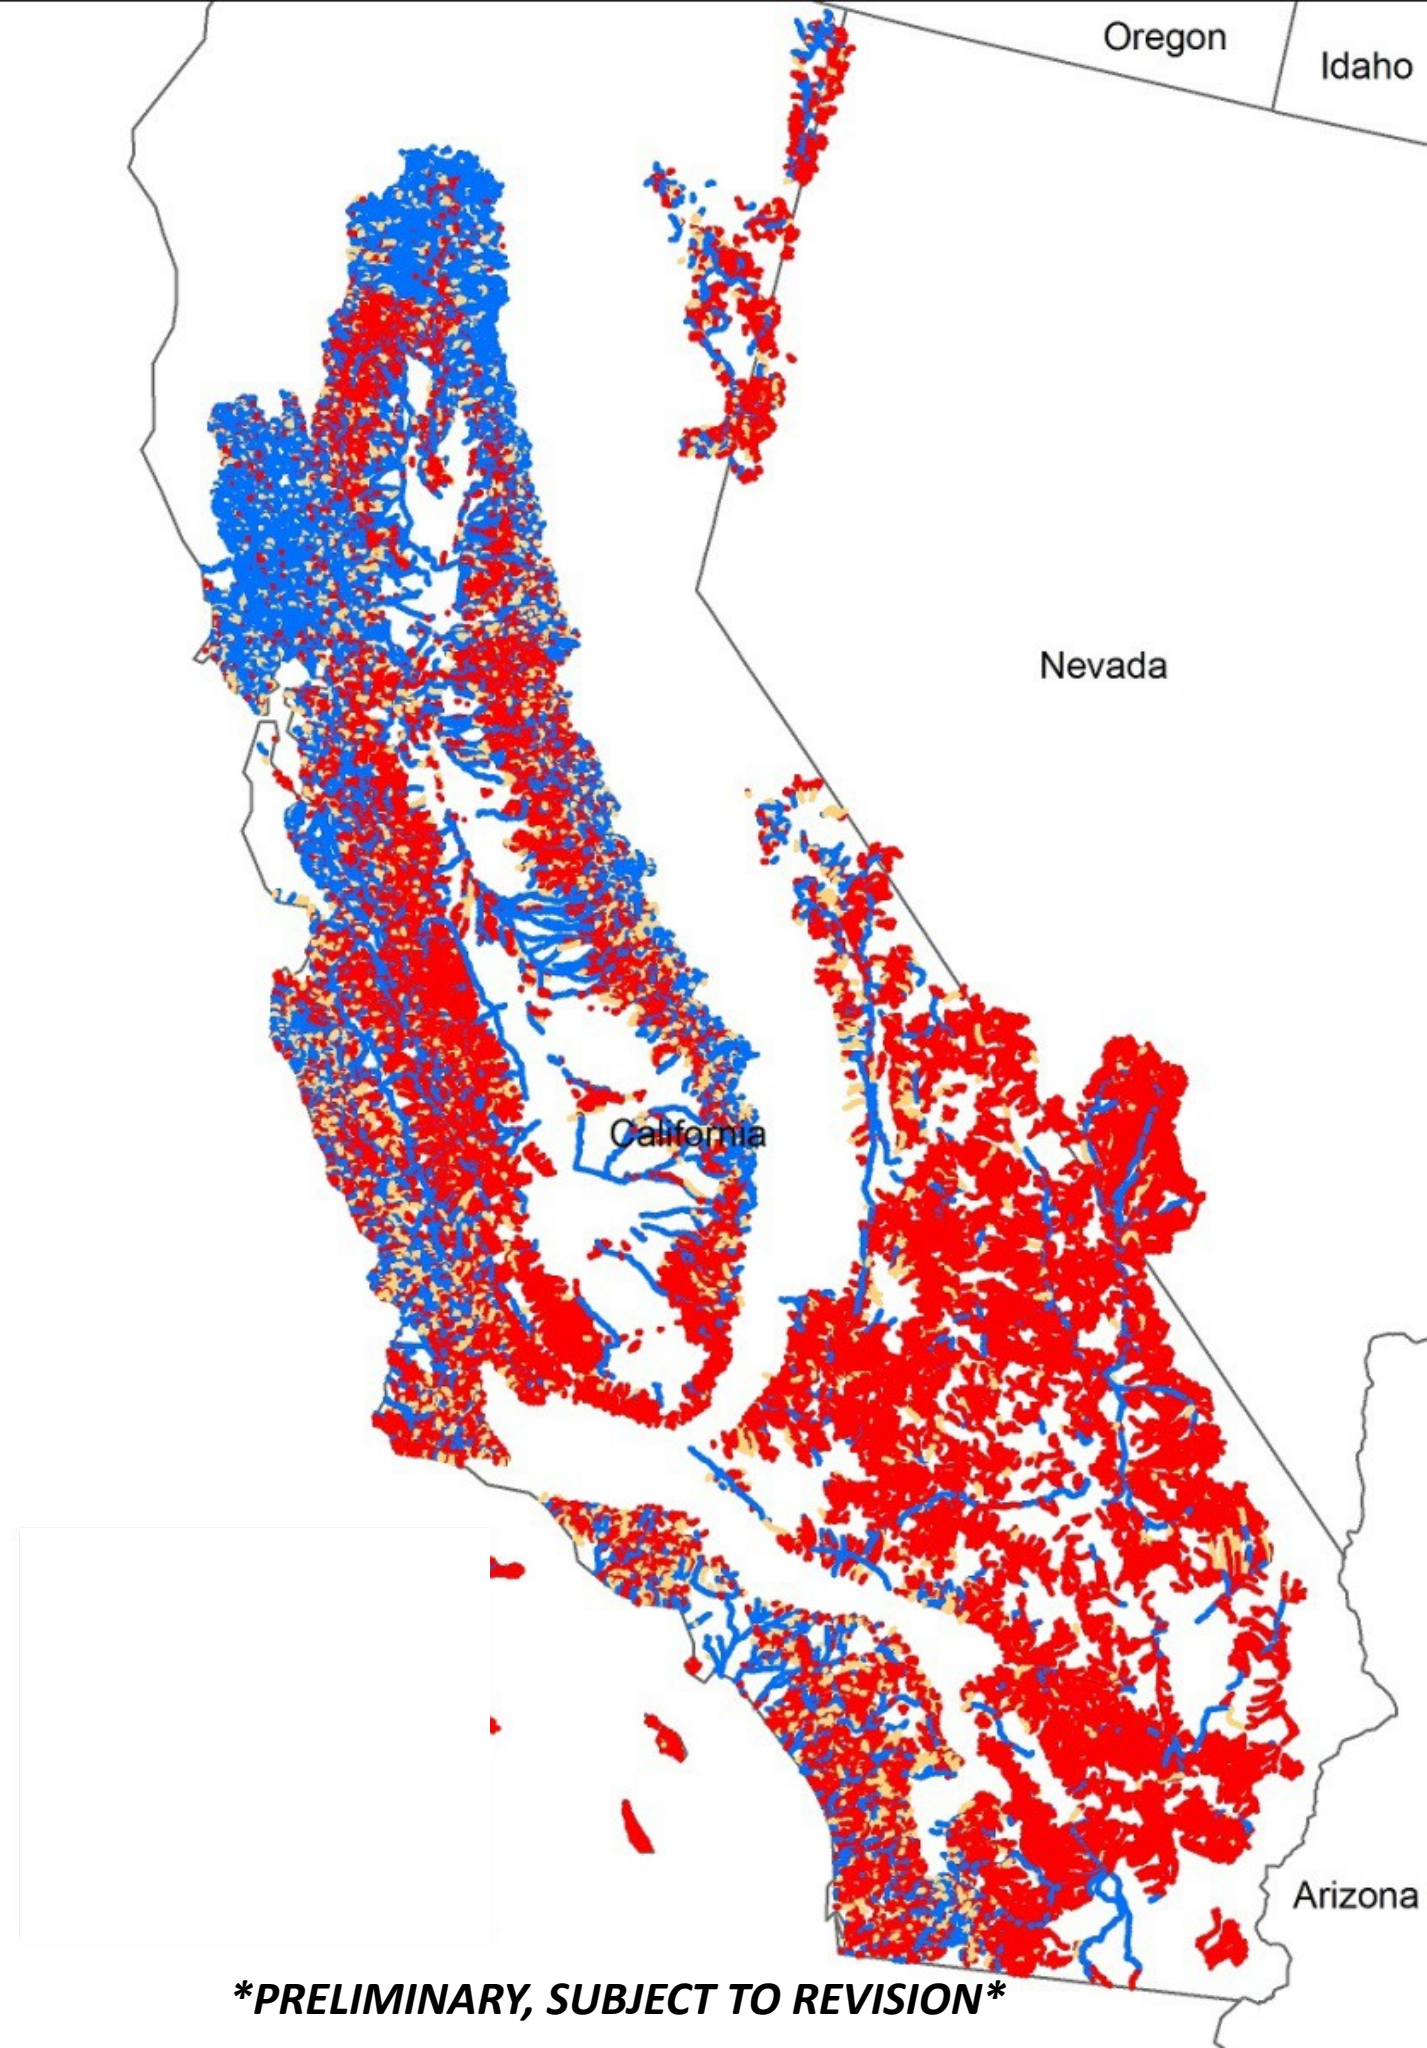 Oregon
Idaho
Nevada
California
Arizona
*PRELIMINARY, SUBJECT TO REVISION*